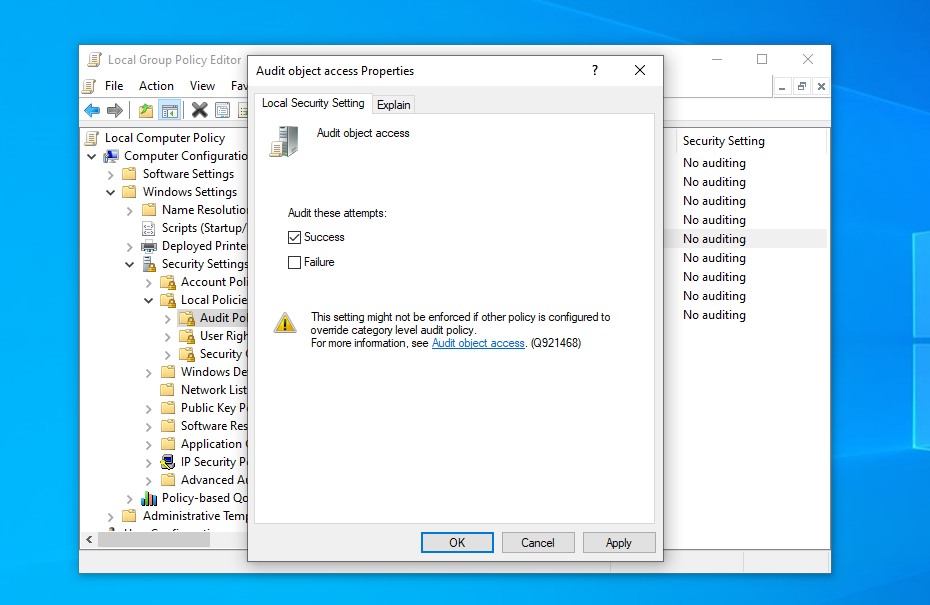 Local Group Policy Editor
File Action View Fav
Local Computer Policy
Computer Configuratio
Software Settings
Windows Settings
Name Resolutio
Scripts (Startup/
Deployed Printe
Security Settings
Account Poli
Local Policie
Audit Pol
User Righ
Security
Windows De
Network List
Public Key P
Software Res
Application
IP Security P
Advanced Au
Policy-based Qo
Administrative Temp
Audit object access Properties
?
Local Security Setting Explain
Audit object access
Audit these attempts:
Success
Failure
This setting might not be enforced if other policy is configured to
override category level audit policy.
For more information, see Audit object access. (Q921468)
OK Cancel Apply
Security Setting
No auditing
No auditing
No auditing
No auditing
No auditing
No auditing
No auditing
No auditing
No auditing